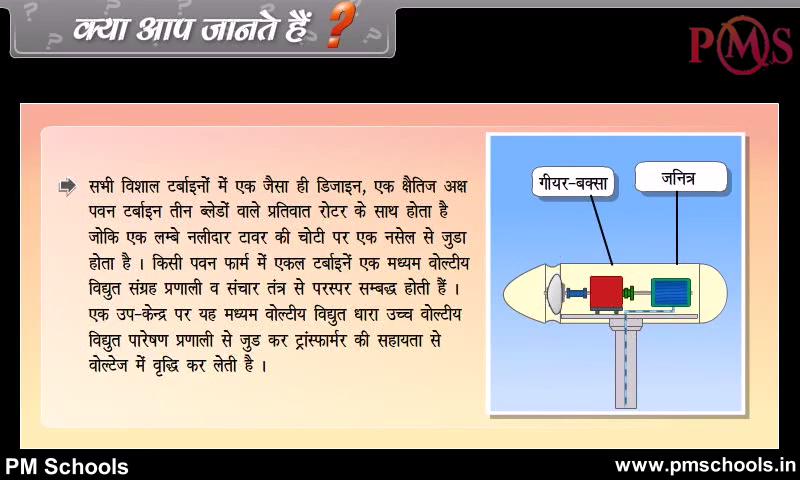 क्या आप जानते हैं ?
PMS
सभी विशाल टर्बाइनों में एक जैसा ही डिजाइन, एक क्षैतिज अक्ष
पवन टर्बाइन तीन ब्लेडों वाले प्रतिवात रोटर के साथ होता है
जोकि एक लम्बे नलीदार टावर की चोटी पर एक नसेल से जुडा
होता है । किसी पवन फार्म में एकल टर्बाइनें एक मध्यम वोल्टीय
विद्युत संग्रह प्रणाली व संचार तंत्र से परस्पर सम्बद्ध होती हैं ।
एक उप-केन्द्र पर यह मध्यम वोल्टीय विद्युत धारा उच्च वोल्टीय
विद्युत पारेषण प्रणाली से जुड कर ट्रांस्फार्मर की सहायता से
वोल्टेज में वृद्धि कर लेती है ।
गीयर-बक्सा
जनित्र
PM Schools
www.pmschools.in